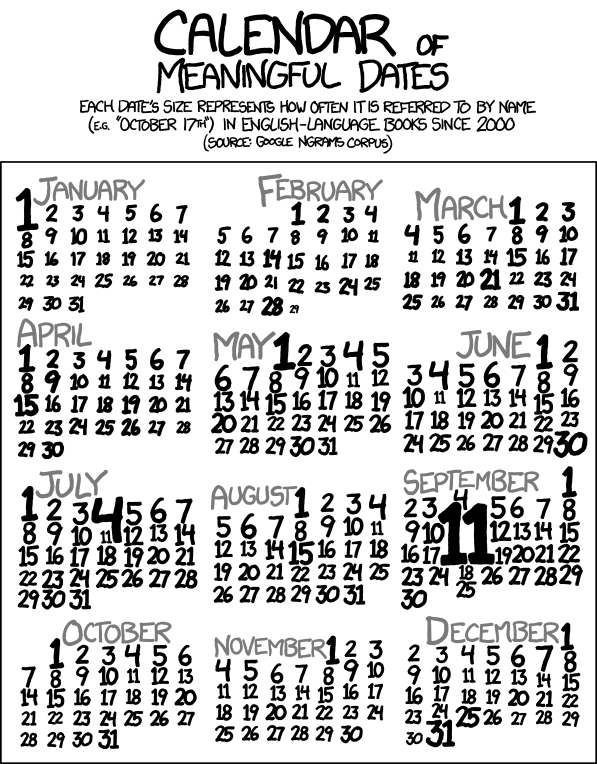 CALENDAR OF
MEANINGFUL DATES
EACH DATE'S SIZE REPRESENTS HOW OFTEN IT IS REFERRED TO BY NAME
(E.G. "OCTOBER 17TH") IN ENGLISH-LANGUAGE BOOKS SINCE 2000
(SOURCE: GOOGLE NGRAMS CORPUS)
JANUARY
1 2 3 4 5 6 7
8 9 10 11 12 13 14
15 16 17 18 19 20 21
22 23 24 25 26 27 28
29 30 31
FEBRUARY
1 2 3 4
5 6 7 8 9 10 11
12 13 14 15 16 17 18
19 20 21 22 23 24 25
26 27 28 29
MARCH 1 2 3
4 5 6 7 8 9 10
11 12 13 14 15 16 17
18 19 20 21 22 23 24
25 26 27 28 29 30 31
APRIL
1 2 3 4 5 6 7
8 9 10 11 12 13 14
15 16 17 18 19 20 21
22 23 24 25 26 27 28
29 30
MAY 1 2 3 4 5
6 7 8 9 10 11 12
13 14 15 16 17 18 19
20 21 22 23 24 25 26
27 28 29 30 31
JUNE 1 2
3 4 5 6 7 8 9
10 11 12 13 14 15 16
17 18 19 20 21 22 23
24 25 26 27 28 29 30
JULY
1 2 3 4 5 6 7
8 9 10 11 12 13 14
15 16 17 18 19 20 21
22 23 24 25 26 27 28
29 30 31
AUGUST 1 2 3 4
5 6 7 8 9 10 11
12 13 14 15 16 17 18
19 20 21 22 23 24 25
26 27 28 29 30 31
SEPTEMBER 1
2 3 4 5 6 7 8
9 10 11 12 13 14 15
16 17 18 19 20 21 22
23 24 25 26 27 28 29
30
OCTOBER
1 2 3 4 5 6
7 8 9 10 11 12 13
14 15 16 17 18 19 20
21 22 23 24 25 26 27
28 29 30 31
NOVEMBER 1 2 3
4 5 6 7 8 9 10
11 12 13 14 15 16 17
18 19 20 21 22 23 24
25 26 27 28 29 30
DECEMBER 1
2 3 4 5 6 7 8
9 10 11 12 13 14 15
16 17 18 19 20 21 22
23 24 25 26 27 28 29
30 31